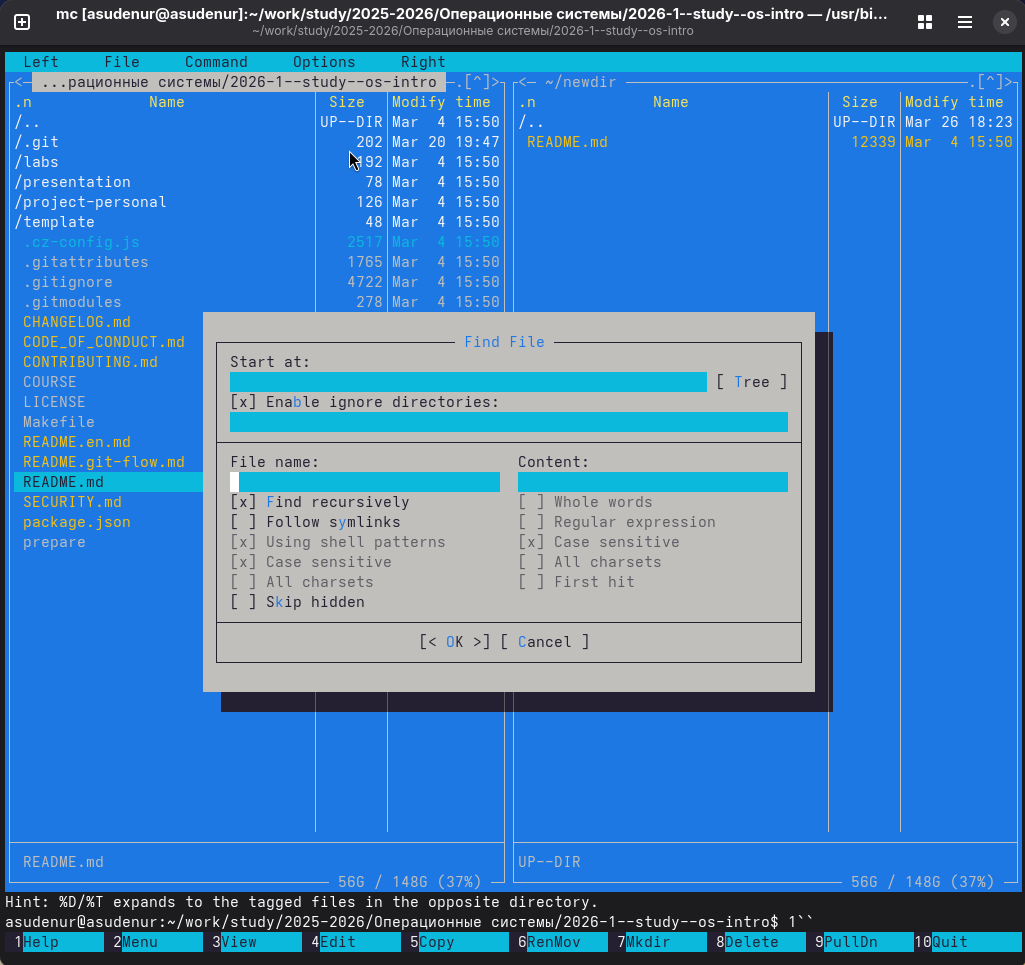 mc [asudenur@asudenur]:~/work/study/2025-2026/Операционные системы/2026-1--study--os-intro — /usr/bi...
~/work/study/2025-2026/Операционные системы/2026-1--study--os-intro
Left File Command Options Right
<─ ...рационные системы/2026-1--study--os-intro ─.[^]> <─ ~/newdir .[^]>
.n Name Size Modify time .n Name Size Modify time
/.. UP--DIR Mar 4 15:50 /.. UP--DIR Mar 26 18:23
/.git 202 Mar 20 19:47 README.md 12339 Mar 4 15:50
/labs 192 Mar 4 15:50
/presentation 78 Mar 4 15:50
/project-personal 126 Mar 4 15:50
/template 48 Mar 4 15:50
.cz-config.js 2517 Mar 4 15:50
.gitattributes 1765 Mar 4 15:50
.gitignore 4722 Mar 4 15:50
.gitmodules 278 Mar 4 15:50
CHANGELOG.md
CODE_OF_CONDUCT.md
CONTRIBUTING.md
COURSE
LICENSE
Makefile
README.en.md
README.git-flow.md
README.md
SECURITY.md
package.json
prepare
Find File
Start at:
[ Tree ]
[x] Enable ignore directories:
File name: Content:
[x] Find recursively [ ] Whole words
[ ] Follow symlinks [ ] Regular expression
[x] Using shell patterns [x] Case sensitive
[x] Case sensitive [ ] All charsets
[ ] All charsets [ ] First hit
[ ] Skip hidden
[< OK >] [ Cancel ]
README.md UP--DIR
56G / 148G (37%) 56G / 148G (37%)
Hint: %D/%T expands to the tagged files in the opposite directory.
asudenur@asudenur:~/work/study/2025-2026/Операционные системы/2026-1--study--os-intro$ 1``
1Help 2Menu 3View 4Edit 5Copy 6RenMov 7Mkdir 8Delete 9PullDn 10Quit